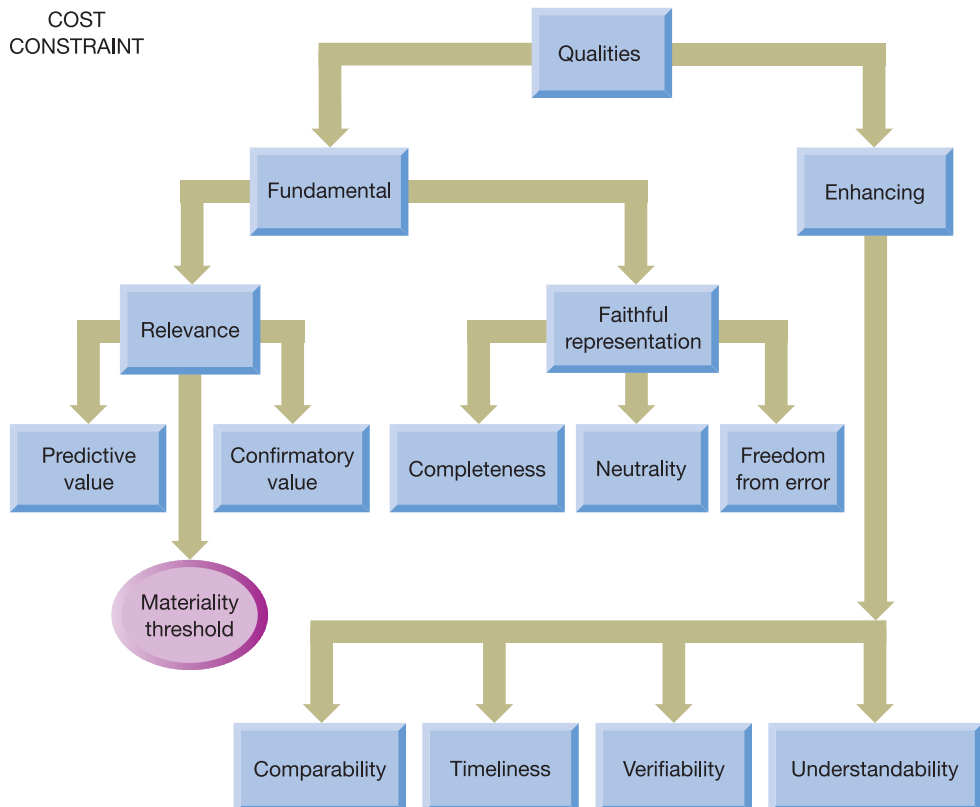 COST
CONSTRAINT
Qualities
Fundamental
Enhancing
Relevance
Faithful
representation
Predictive
value
Confirmatory
value
Completeness
Neutrality
Freedom
from error
Materiality
threshold
Comparability
Timeliness
Verifiability
Understandability